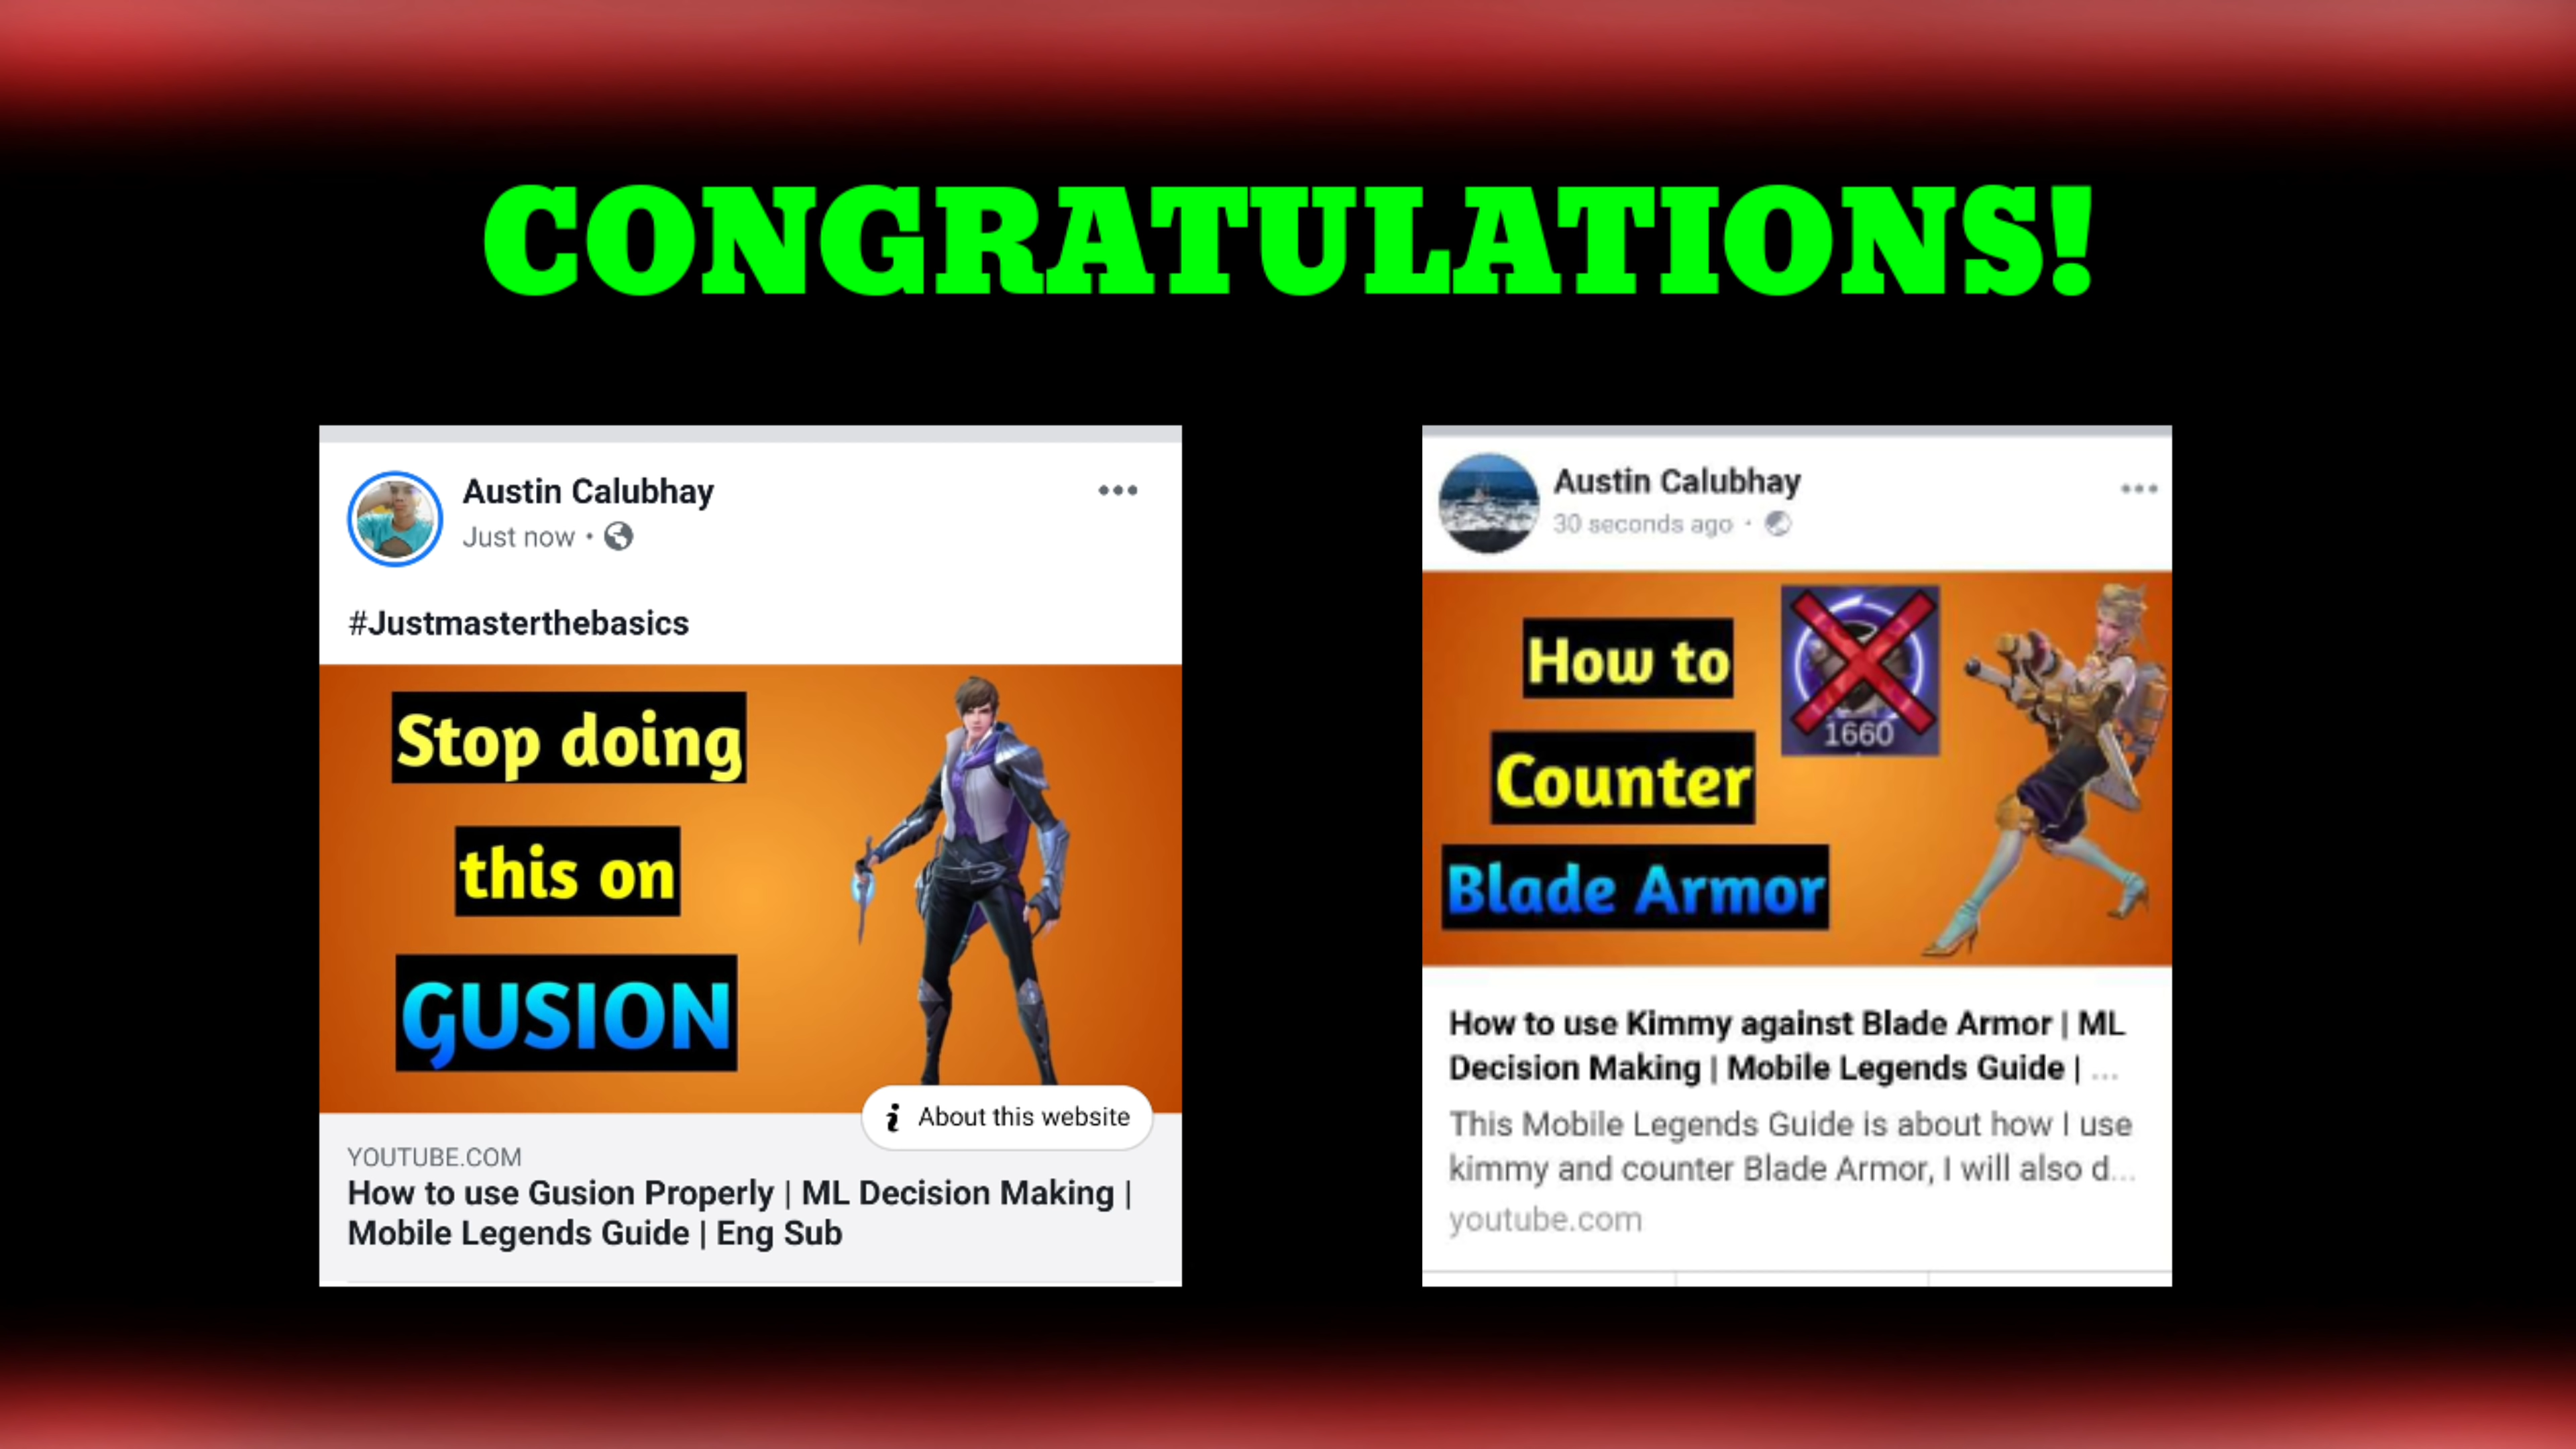 CONGRATULATIONS!
Austin Calubhay
Just now ·
#Justmasterthebasics
Stop doing
this on
GUSION
About this website
YOUTUBE.COM
How to use Gusion Properly | ML Decision Making |
Mobile Legends Guide | Eng Sub
Austin Calubhay
30 seconds ago ·
How to
Counter
Blade Armor
1660
How to use Kimmy against Blade Armor | ML
Decision Making | Mobile Legends Guide | ...
This Mobile Legends Guide is about how I use
kimmy and counter Blade Armor, I will also d...
youtube.com